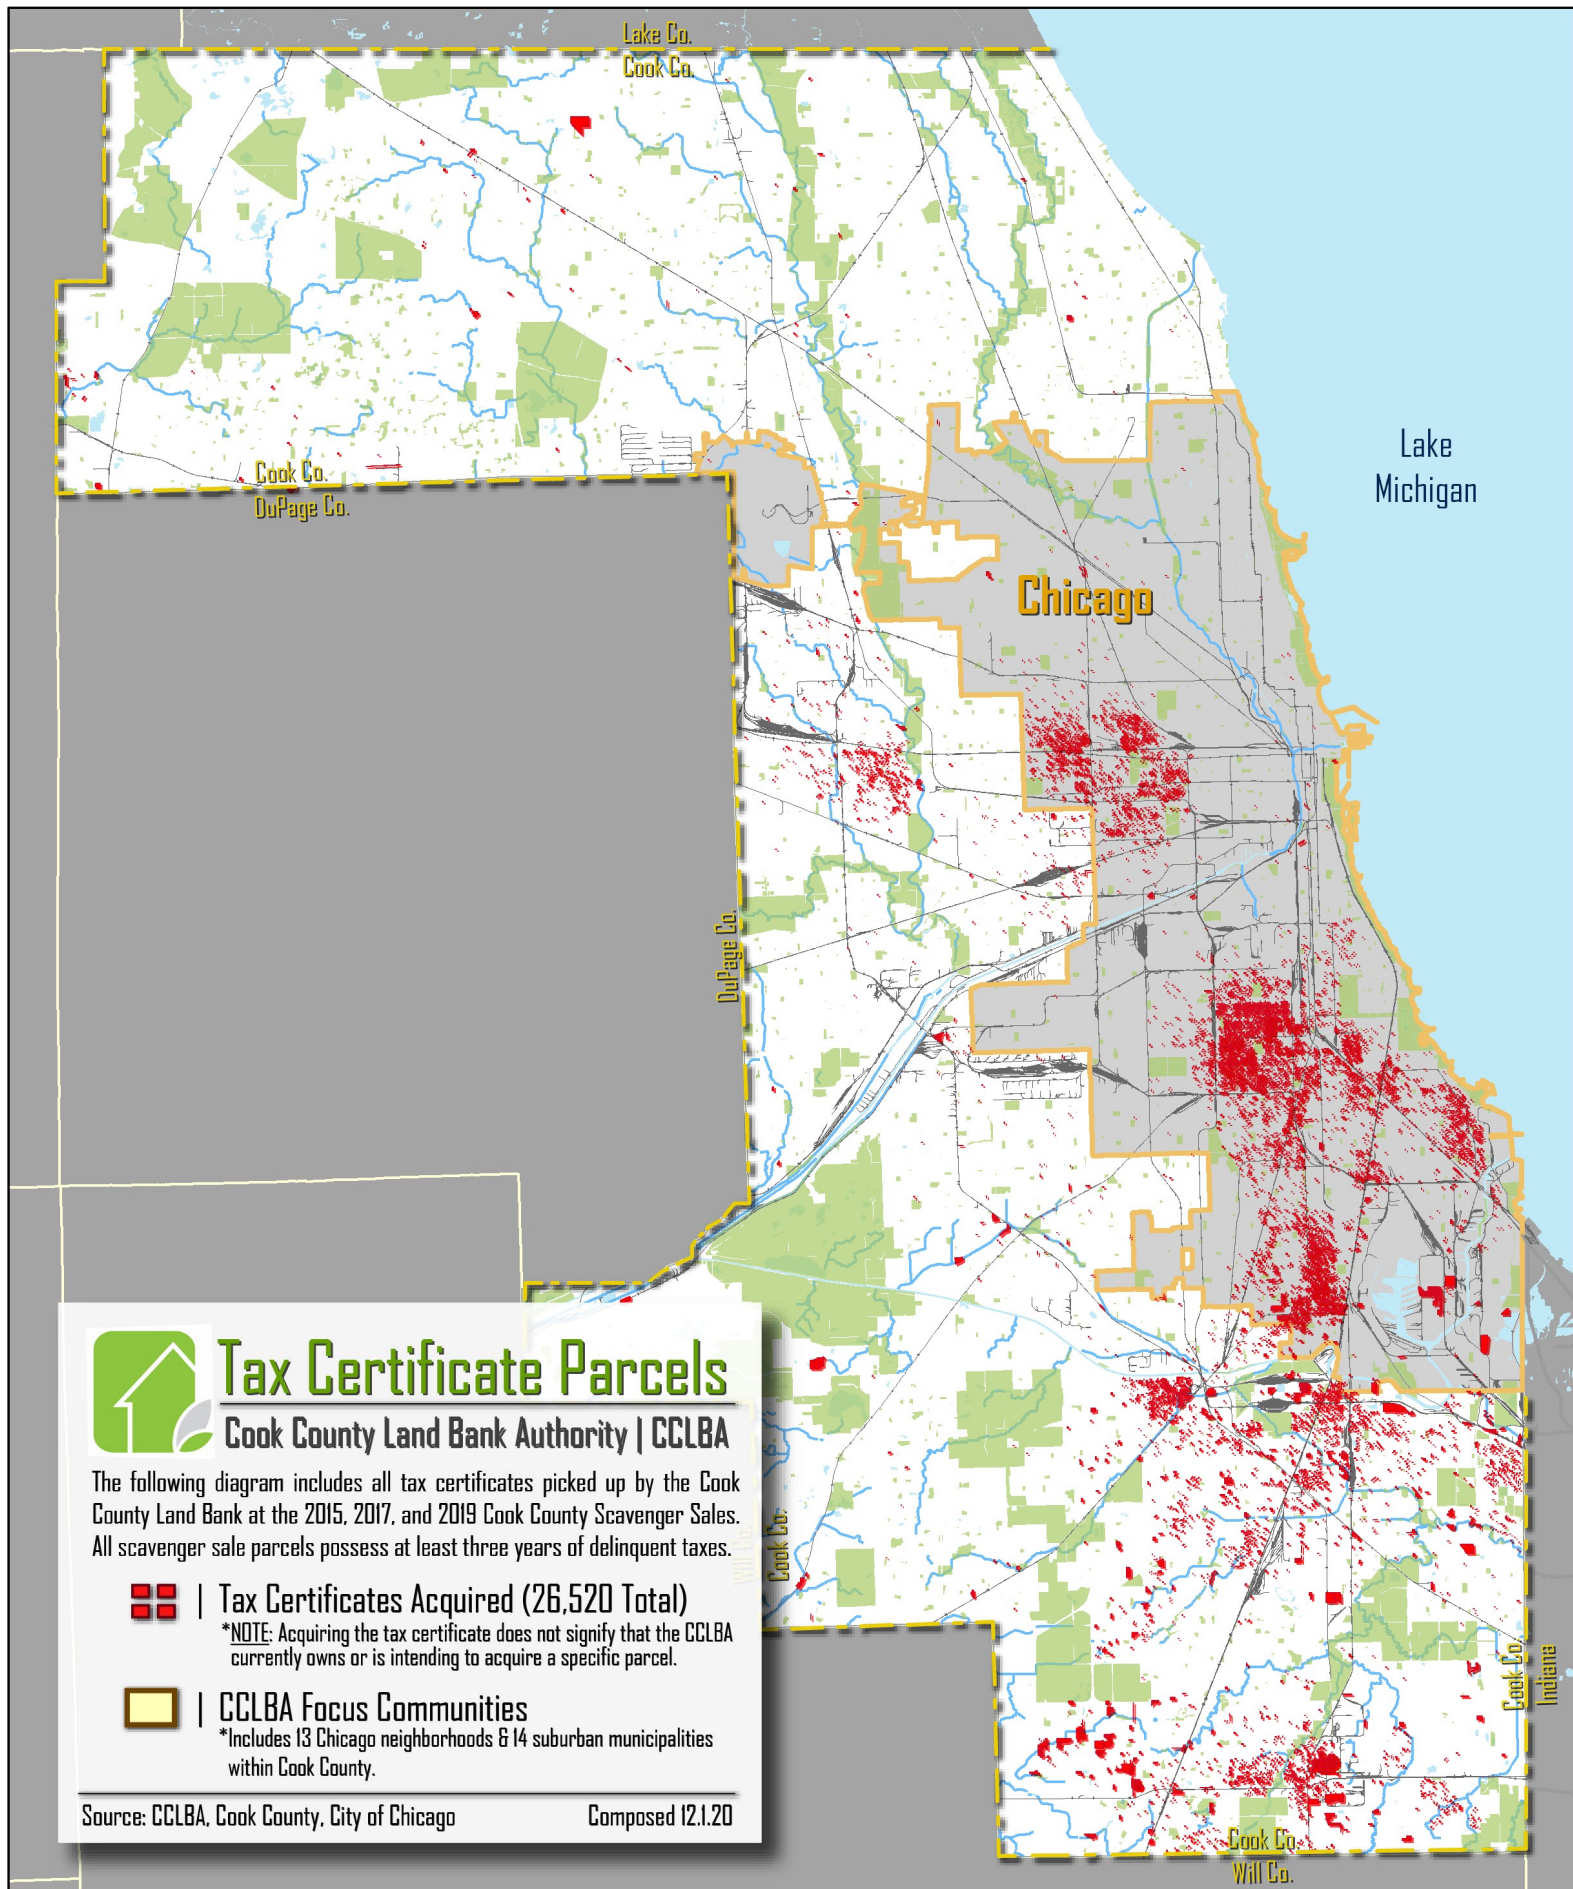 Lake Co.
Cook Co.
Lake
Michigan
Cook Co.
DuPage Co.
Chicago
DuPage Co.
Tax Certificate Parcels
Cook County Land Bank Authority | CCLBA
The following diagram includes all tax certificates picked up by the Cook
County Land Bank at the 2015, 2017, and 2019 Cook County Scavenger Sales.
All scavenger sale parcels possess at least three years of delinquent taxes.
Will Co.
Cook Co.
| Tax Certificates Acquired (26,520 Total)
*NOTE: Acquiring the tax certificate does not signify that the CCLBA
currently owns or is intending to acquire a specific parcel.
| CCLBA Focus Communities
*Includes 13 Chicago neighborhoods & 14 suburban municipalities
within Cook County.
Source: CCLBA, Cook County, City of Chicago Composed 12.1.20
Cook Co.
Indiana
Cook Co.
Will Co.